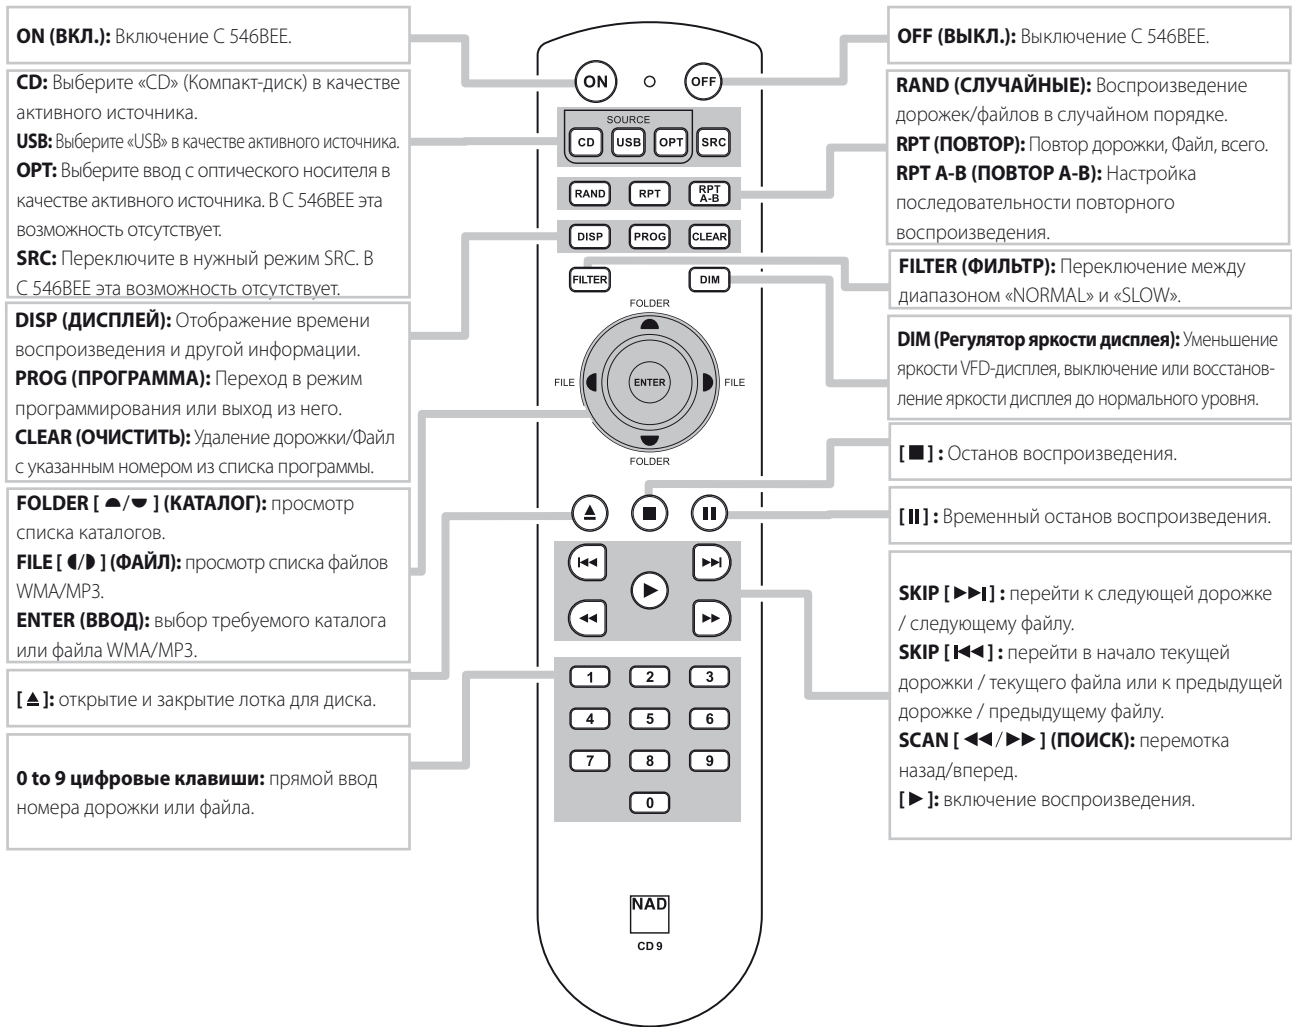 ON (ВКЛ.): Включение C 546BEE.
CD: Выберите «CD» (Компакт-диск) в качестве
активного источника.
USB: Выберите «USB» в качестве активного источника.
OPT: Выберите ввод с оптического носителя в
качестве активного источника. В C 546BEE эта
возможность отсутствует.
SRC: Переключите в нужный режим SRC. В
C 546BEE эта возможность отсутствует.
DISP (ДИСПЛЕЙ): Отображение времени
воспроизведения и другой информации.
PROG (ПРОГРАММА): Переход в режим
программирования или выход из него.
CLEAR (ОЧИСТИТЬ): Удаление дорожки/Файл
с указанным номером из списка программы.
FOLDER [ / ] (КАТАЛОГ): просмотр
списка каталогов.
FILE [ / ] (ФАЙЛ): просмотр списка файлов
WMA/MP3.
ENTER (ВВОД): выбор требуемого каталога
или файла WMA/MP3.
[ ▲ ]: открытие и закрытие лотка для диска.
0 to 9 цифровые клавиши: прямой ввод
номера дорожки или файла.
ON
OFF
SOURCE
CD USB OPT SRC
RAND RPT RPT A-B
DISP PROG CLEAR
FILTER DIM
FOLDER
FILE ENTER FILE
FOLDER
1 2 3
4 5 6
7 8 9
0
NAD
CD 9
OFF (ВЫКЛ.): Выключение C 546BEE.
RAND (СЛУЧАЙНЫЕ): Воспроизведение
дорожек/файлов в случайном порядке.
RPT (ПОВТОР): Повтор дорожки, Файл, всего.
RPT A-B (ПОВТОР A-B): Настройка
последовательности повторного
воспроизведения.
FILTER (ФИЛЬТР): Переключение между
диапазоном «NORMAL» и «SLOW».
DIM (Регулятор яркости дисплея): Уменьшение
яркости VFD-дисплея, выключение или восстанов-
ление яркости дисплея до нормального уровня.
[ ■ ] : Останов воспроизведения.
[ II ] : Временный останов воспроизведения.
SKIP [ ▶▶I ] : перейти к следующей дорожке
/ следующему файлу.
SKIP [ I◀◀ ] : перейти в начало текущей
дорожки / текущего файла или к предыдущей
дорожке / предыдущему файлу.
SCAN [ ◀◀/▶▶ ] (ПОИСК): перемотка
назад/вперед.
[ ▶ ]: включение воспроизведения.